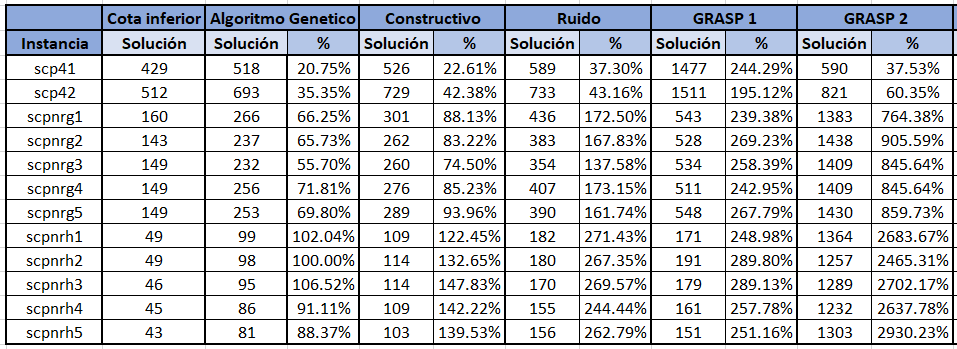 Cota inferior Algoritmo Genetico Constructivo Ruido GRASP 1 GRASP 2
Instancia Solución Solución % Solución % Solución % Solución % Solución %
scp41 429 518 20.75% 526 22.61% 589 37.30% 1477 244.29% 590 37.53%
scp42 512 693 35.35% 729 42.38% 733 43.16% 1511 195.12% 821 60.35%
scpnrg1 160 266 66.25% 301 88.13% 436 172.50% 543 239.38% 1383 764.38%
scpnrg2 143 237 65.73% 262 83.22% 383 167.83% 528 269.23% 1438 905.59%
scpnrg3 149 232 55.70% 260 74.50% 354 137.58% 534 258.39% 1409 845.64%
scpnrg4 149 256 71.81% 276 85.23% 407 173.15% 511 242.95% 1409 845.64%
scpnrg5 149 253 69.80% 289 93.96% 390 161.74% 548 267.79% 1430 859.73%
scpnrh1 49 99 102.04% 109 122.45% 182 271.43% 171 248.98% 1364 2683.67%
scpnrh2 49 98 100.00% 114 132.65% 180 267.35% 191 289.80% 1257 2465.31%
scpnrh3 46 95 106.52% 114 147.83% 170 269.57% 179 289.13% 1289 2702.17%
scpnrh4 45 86 91.11% 109 142.22% 155 244.44% 161 257.78% 1232 2637.78%
scpnrh5 43 81 88.37% 103 139.53% 156 262.79% 151 251.16% 1303 2930.23%